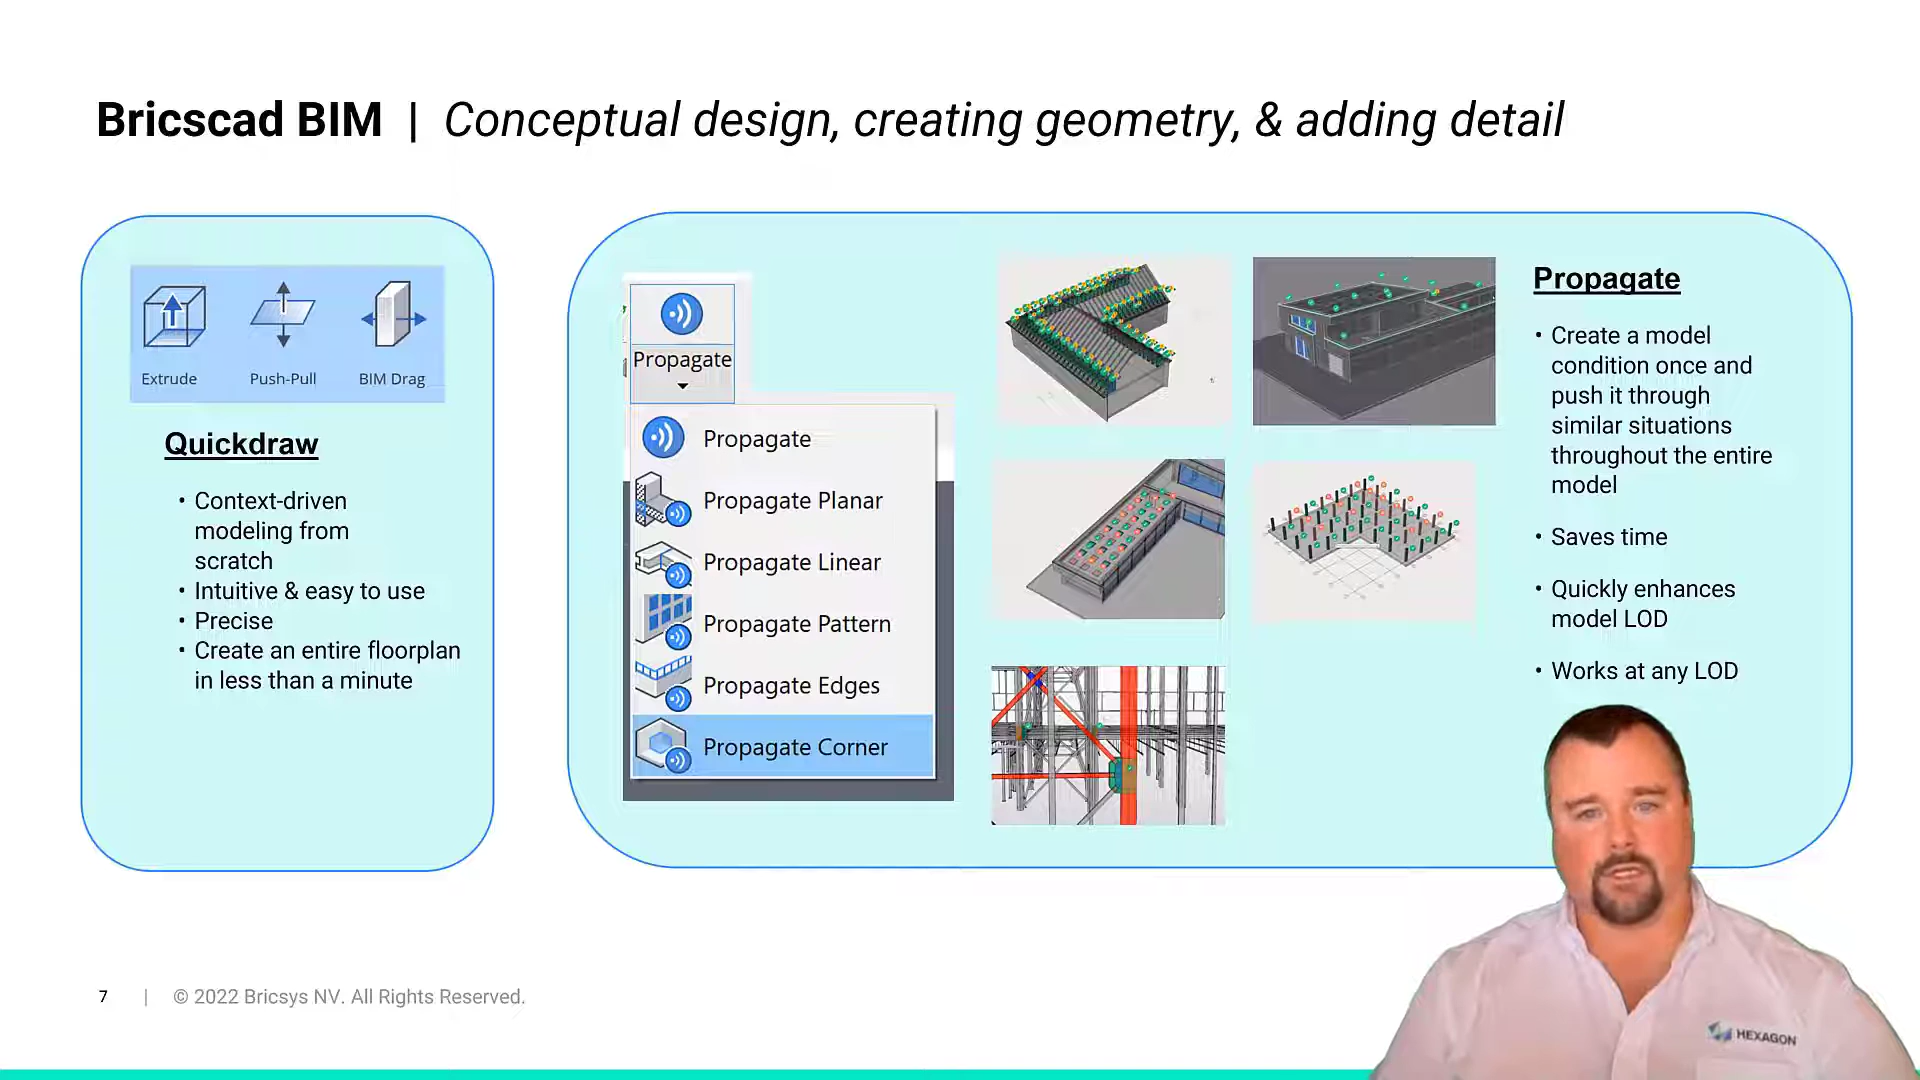 Bricscad BIM | Conceptual design, creating geometry, & adding detail
Extrude
Push-Pull
BIM Drag
Quickdraw
• Context-driven
modeling from
scratch
• Intuitive & easy to use
• Precise
• Create an entire floorplan
in less than a minute
Propagate
Propagate
Propagate Planar
Propagate Linear
Propagate Pattern
Propagate Edges
Propagate Corner
Propagate
• Create a model
condition once and
push it through
similar situations
throughout the entire
model
• Saves time
• Quickly enhances
model LOD
• Works at any LOD
HEXAGON
7 | © 2022 Bricsys NV. All Rights Reserved.